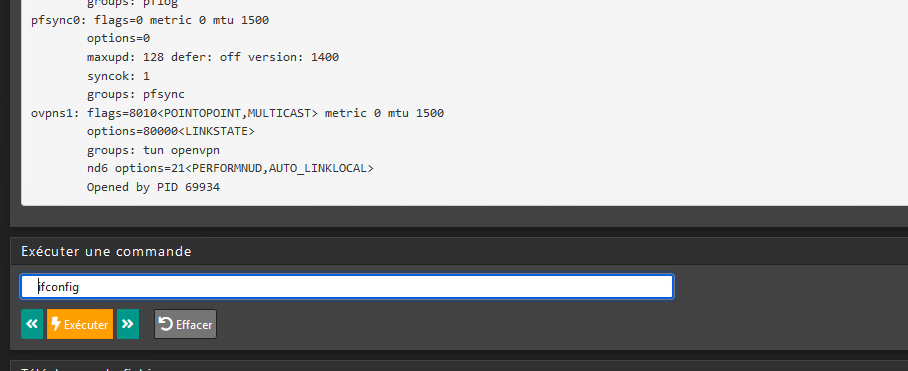 groups: pflog
pfsync0: flags=0 metric 0 mtu 1500
options=0
maxupd: 128 defer: off version: 1400
syncok: 1
groups: pfsync
ovpns1: flags=8010<POINTOPOINT,MULTICAST> metric 0 mtu 1500
options=80000<LINKSTATE>
groups: tun openvpn
nd6 options=21<PERFORMNUD,AUTO_LINKLOCAL>
Opened by PID 69934
Exécuter une commande
ifconfig
Exécuter
Effacer